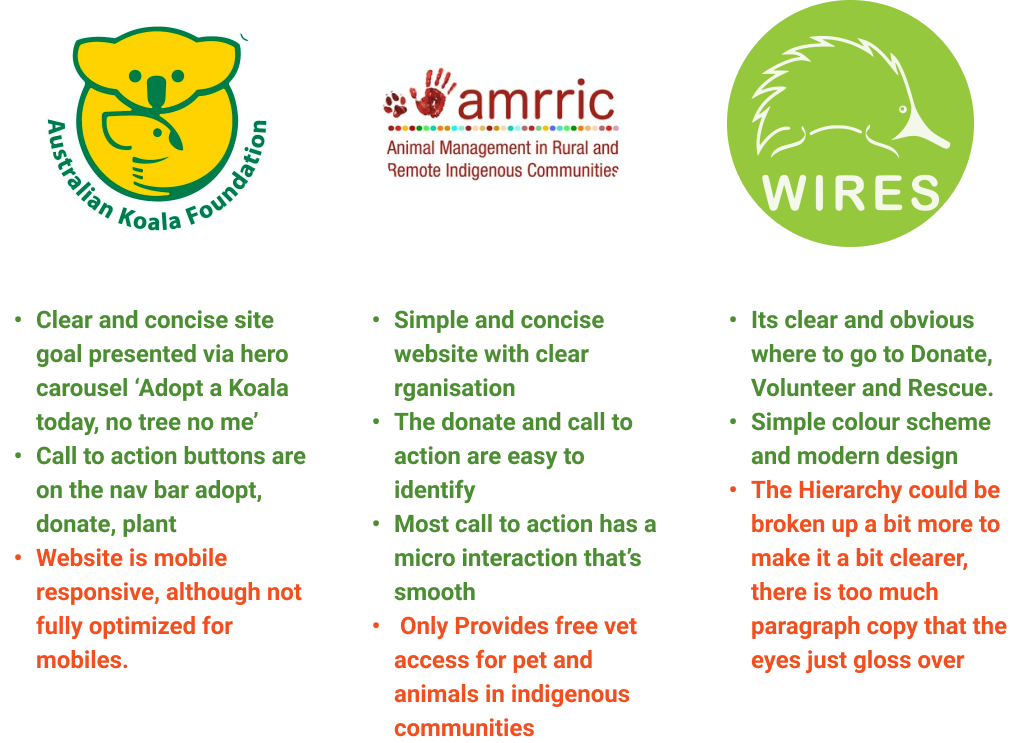 Australian Koala Foundation
amrric
Animal Management in Rural and
Remote Indigenous Communities
WIRES
• Clear and concise site
goal presented via hero
carousel ‘Adopt a Koala
today, no tree no me’
• Call to action buttons are
on the nav bar adopt,
donate, plant
• Website is mobile
responsive, although not
fully optimized for
mobiles.
• Simple and concise
website with clear
rganisation
• The donate and call to
action are easy to
identify
• Most call to action has a
micro interaction that’s
smooth
• Only Provides free vet
access for pet and
animals in indigenous
communities
• Its clear and obvious
where to go to Donate,
Volunteer and Rescue.
• Simple colour scheme
and modern design
• The Hierarchy could be
broken up a bit more to
make it a bit clearer,
there is too much
paragraph copy that the
eyes just gloss over